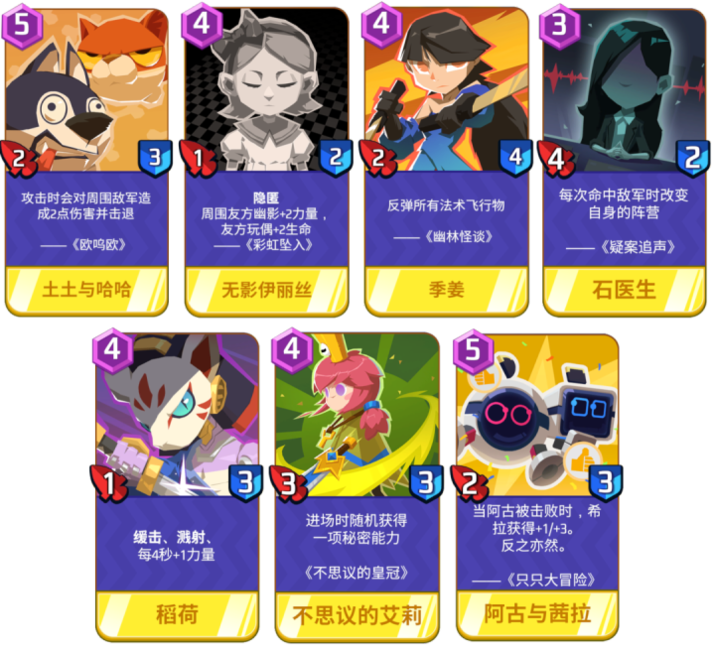 5
2
3
攻击时会对周围敌军造
成2点伤害并击退
——《欧呜欧》
土土与哈哈
4
1
2
隐匿
周围友方幽影+2力量，
友方玩偶+2生命
——《彩虹坠入》
无影伊丽丝
4
2
4
反弹所有法术飞行物
——《幽林怪谈》
季姜
3
4
2
每次命中敌军时改变
自身的阵营
——《疑案追声》
石医生
4
1
3
缓击、溅射、
每4秒+1力量
稻荷
4
3
3
进场时随机获得
一项秘密能力
《不思议的皇冠》
不思议的艾莉
5
2
3
当阿古被击败时，希
拉获得+1/+3。
反之亦然。
——《只只大冒险》
阿古与茜拉